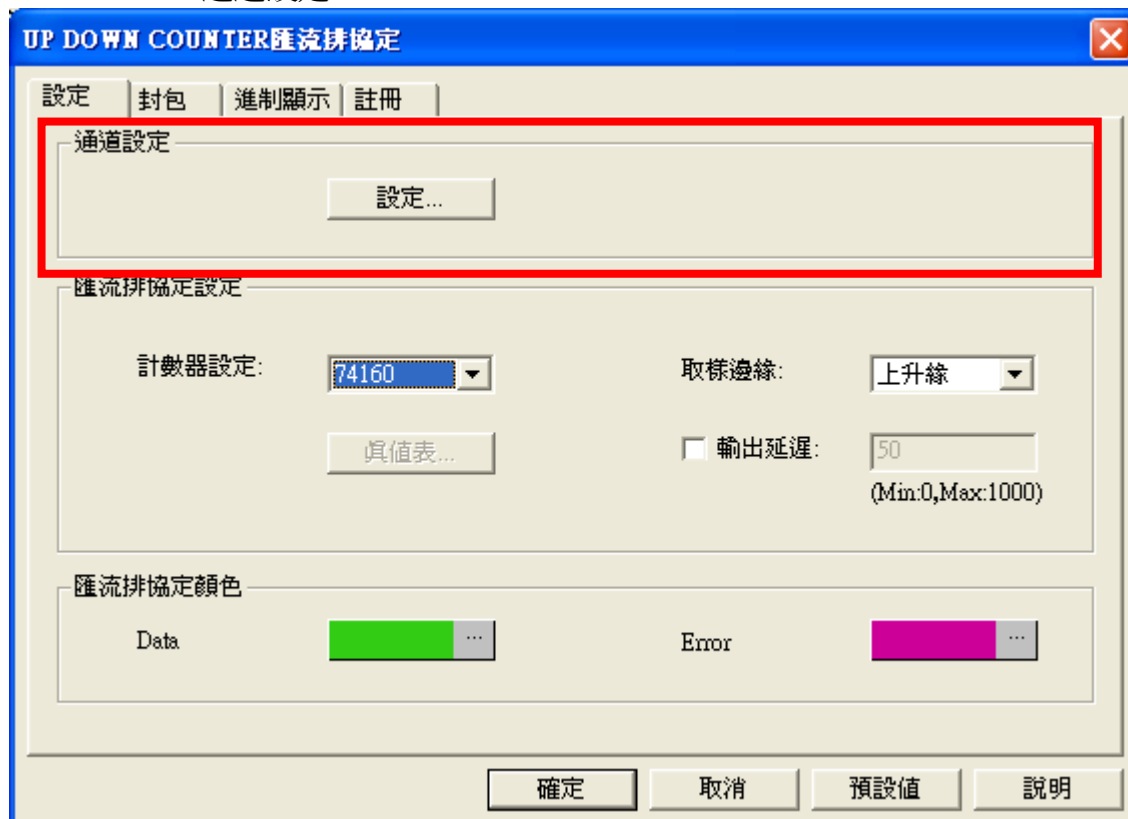 UP DOWN COUNTER匯流排協定
設定 封包 進制顯示 註冊
通道設定
設定...
匯流排協定設定
計數器設定: 74160 取樣邊緣: 上升緣
真值表... 輸出延遲: 50
(Min:0,Max:1000)
匯流排協定顏色
Data ... Error ...
確定 取消 預設值 說明